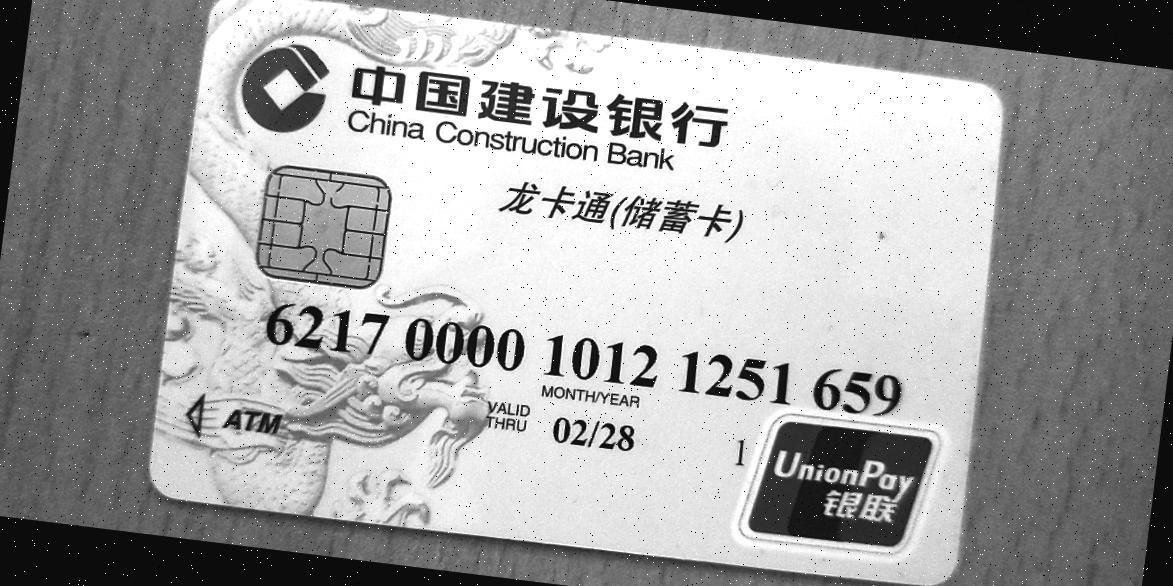 中国建设银行
China Construction Bank
龙卡通(储蓄卡)
6217 0000 1012 1251 659
MONTH/YEAR
VALID THRU 02/28
ATM
1
UnionPay
银联